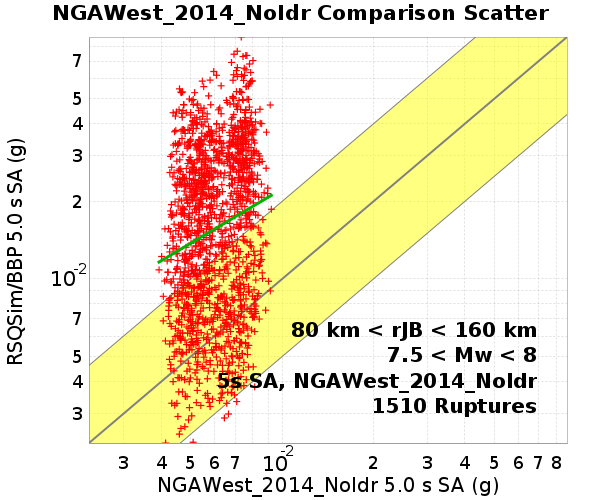 NGAWest_2014_NoIdr Comparison Scatter
RSQSim/BBP 5.0 s SA (g)
7
5
4
3
2
10-2
7
5
4
3
80 km < rJB < 160 km
7.5 < Mw < 8
5s SA, NGAWest_2014_NoIdr
1510 Ruptures
3 4 5 6 7 10-2 2 3 4 5 6 7 8
NGAWest_2014_NoIdr 5.0 s SA (g)